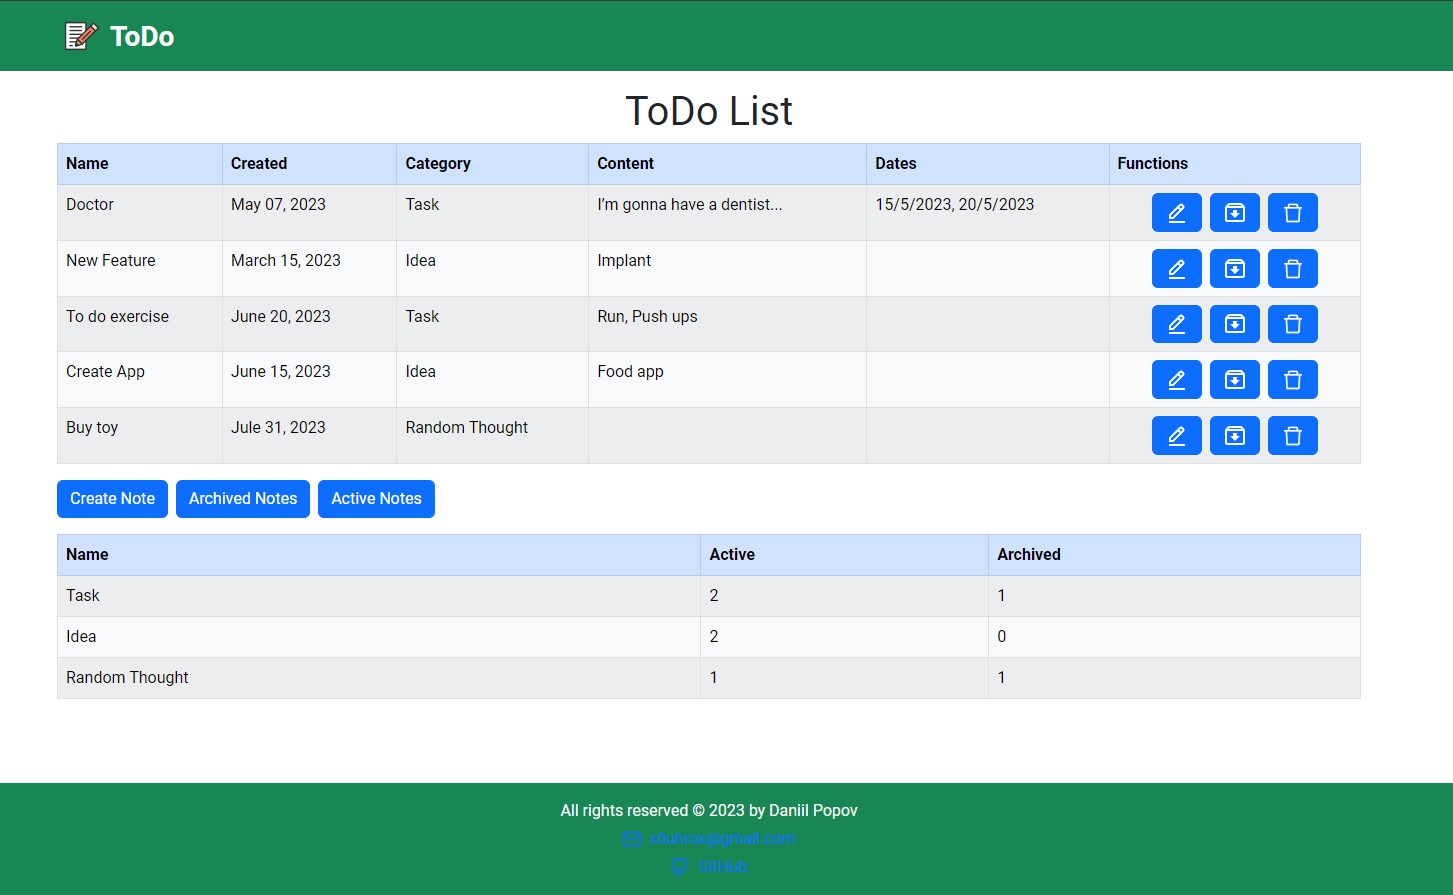 ToDo
ToDo List
Name Created Category Content Dates Functions
Doctor May 07, 2023 Task I'm gonna have a dentist... 15/5/2023, 20/5/2023
New Feature March 15, 2023 Idea Implant
To do exercise June 20, 2023 Task Run, Push ups
Create App June 15, 2023 Idea Food app
Buy toy Jule 31, 2023 Random Thought
Create Note Archived Notes Active Notes
Name Active Archived
Task 2 1
Idea 2 0
Random Thought 1 1
All rights reserved © 2023 by Daniil Popov
x6uhrax@gmail.com
GitHub